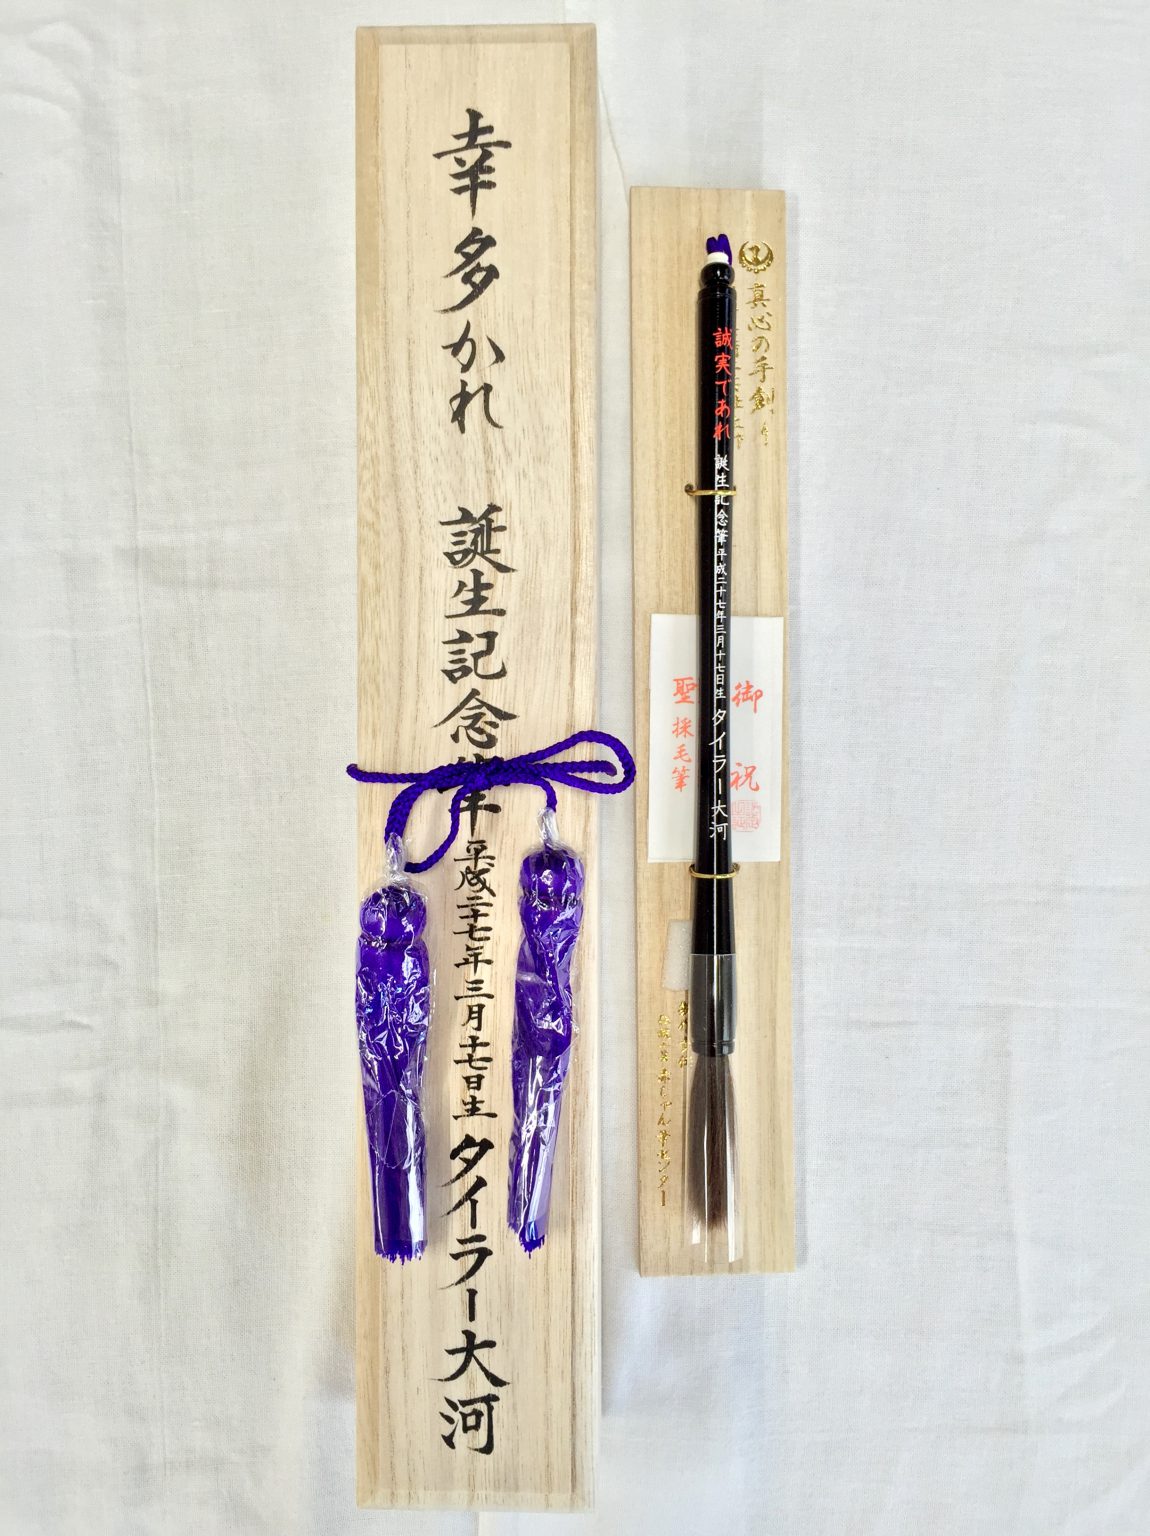 幸多かれ 誕生記念筆 平成二十七年三月十七日生 タイラー大河
真心の手創り
誠実であれ 誕生記念筆 平成二十七年三月十七日生 タイラー大河
御祝
聖採毛筆
赤ちゃん筆センター